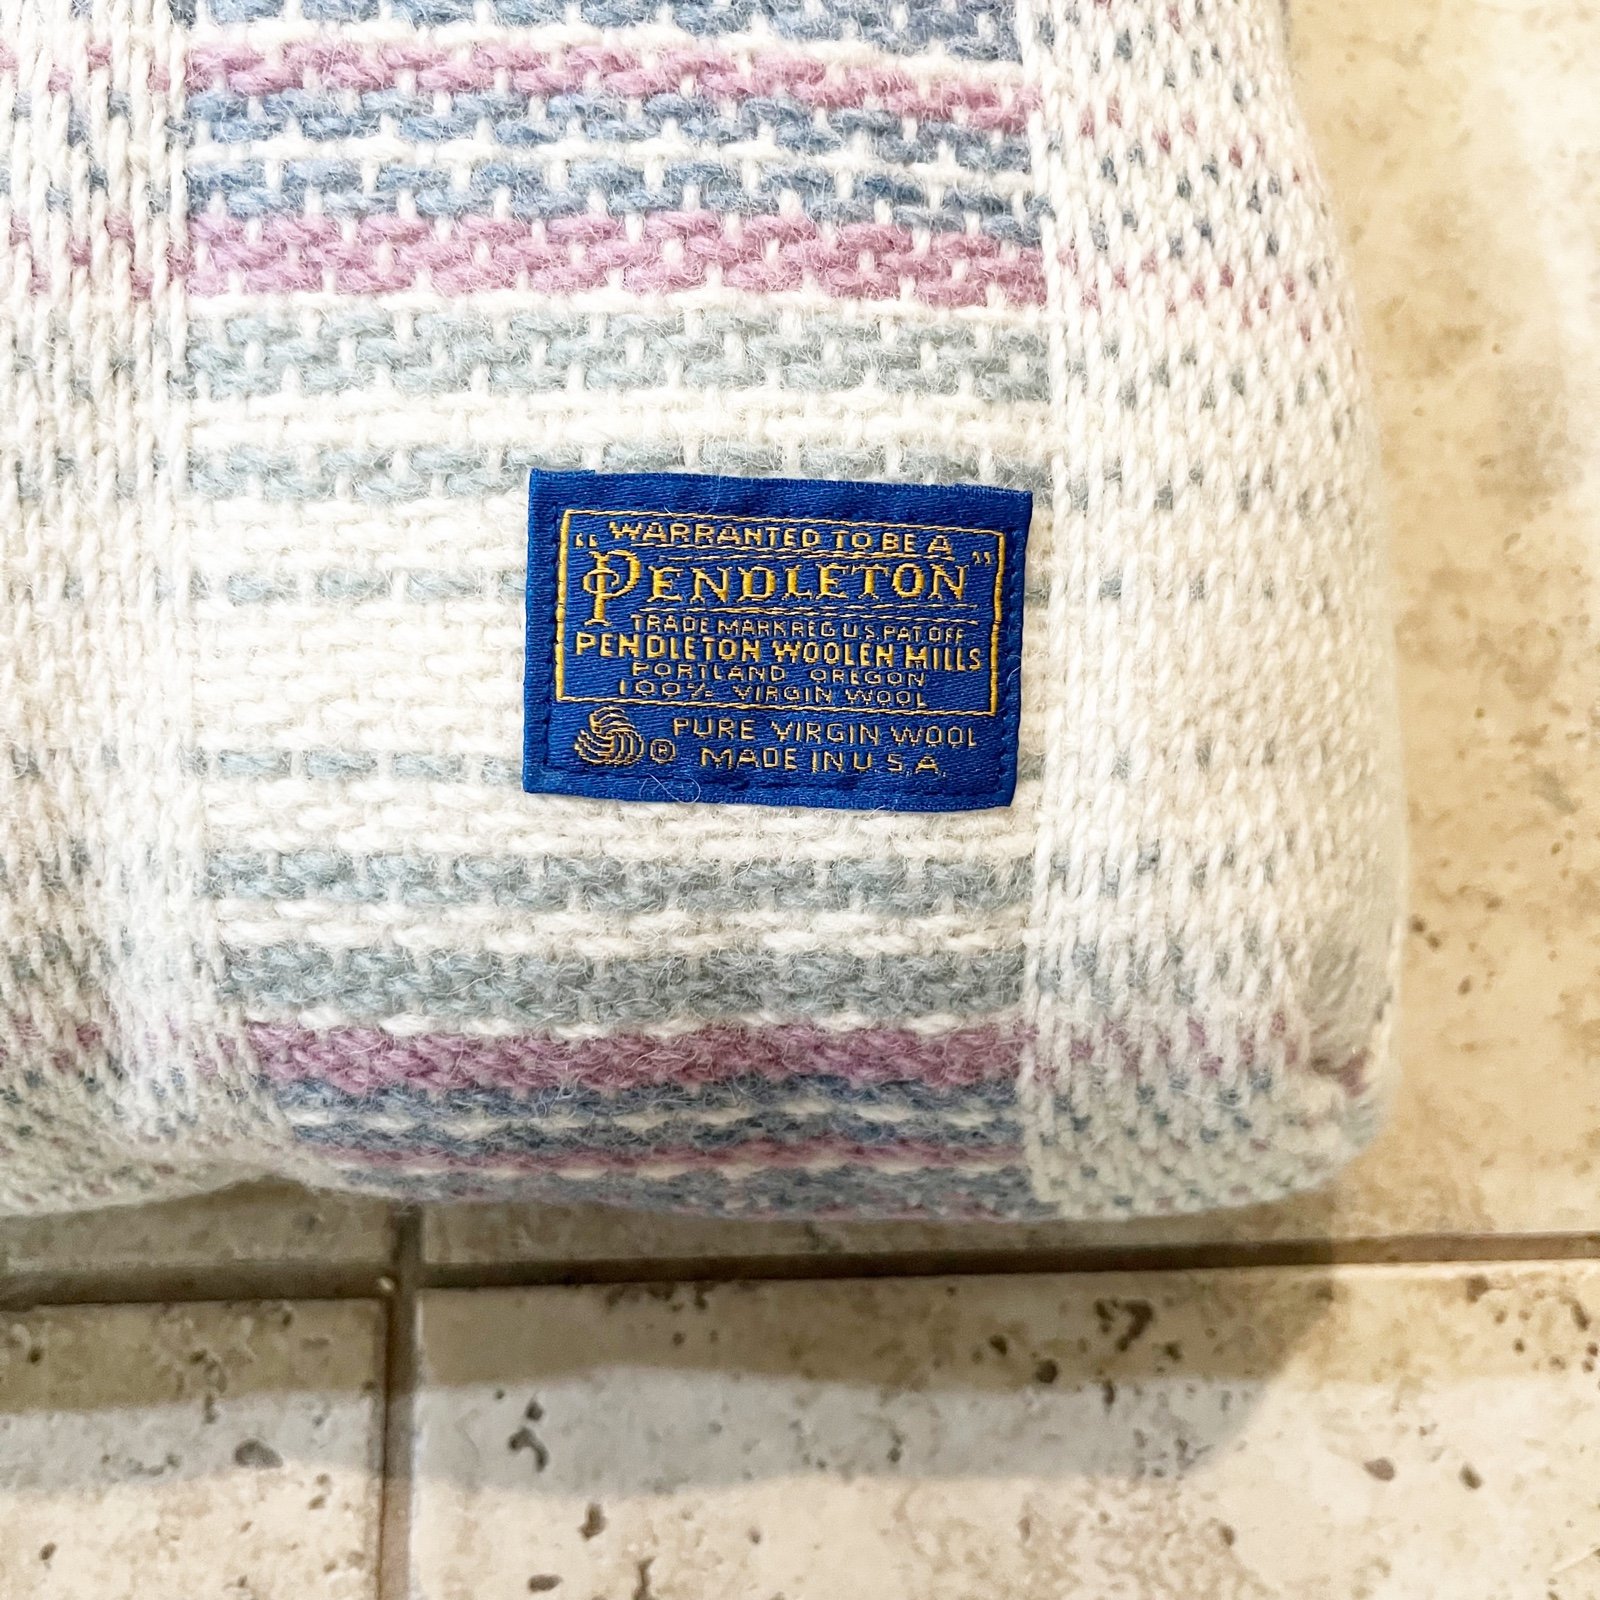 "WARRANTED TO BE A
PENDLETON"
TRADE MARK REG U.S. PAT. OFF
PENDLETON WOOLEN MILLS
PORTLAND OREGON
100% VIRGIN WOOL
® PURE VIRGIN WOOL
MADE IN U.S.A.